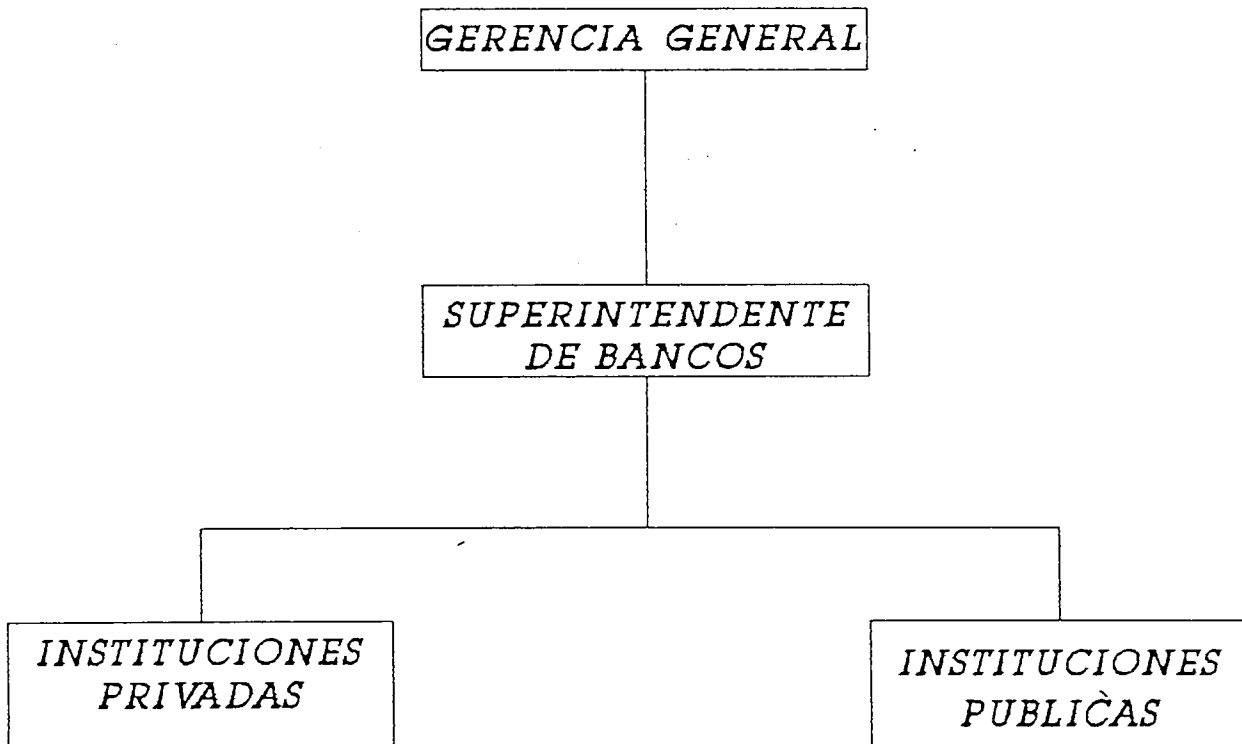 GERENCIA GENERAL
SUPERINTENDENTE
DE BANCOS
INSTITUCIONES
PRIVADAS
INSTITUCIONES
PUBLICÀS